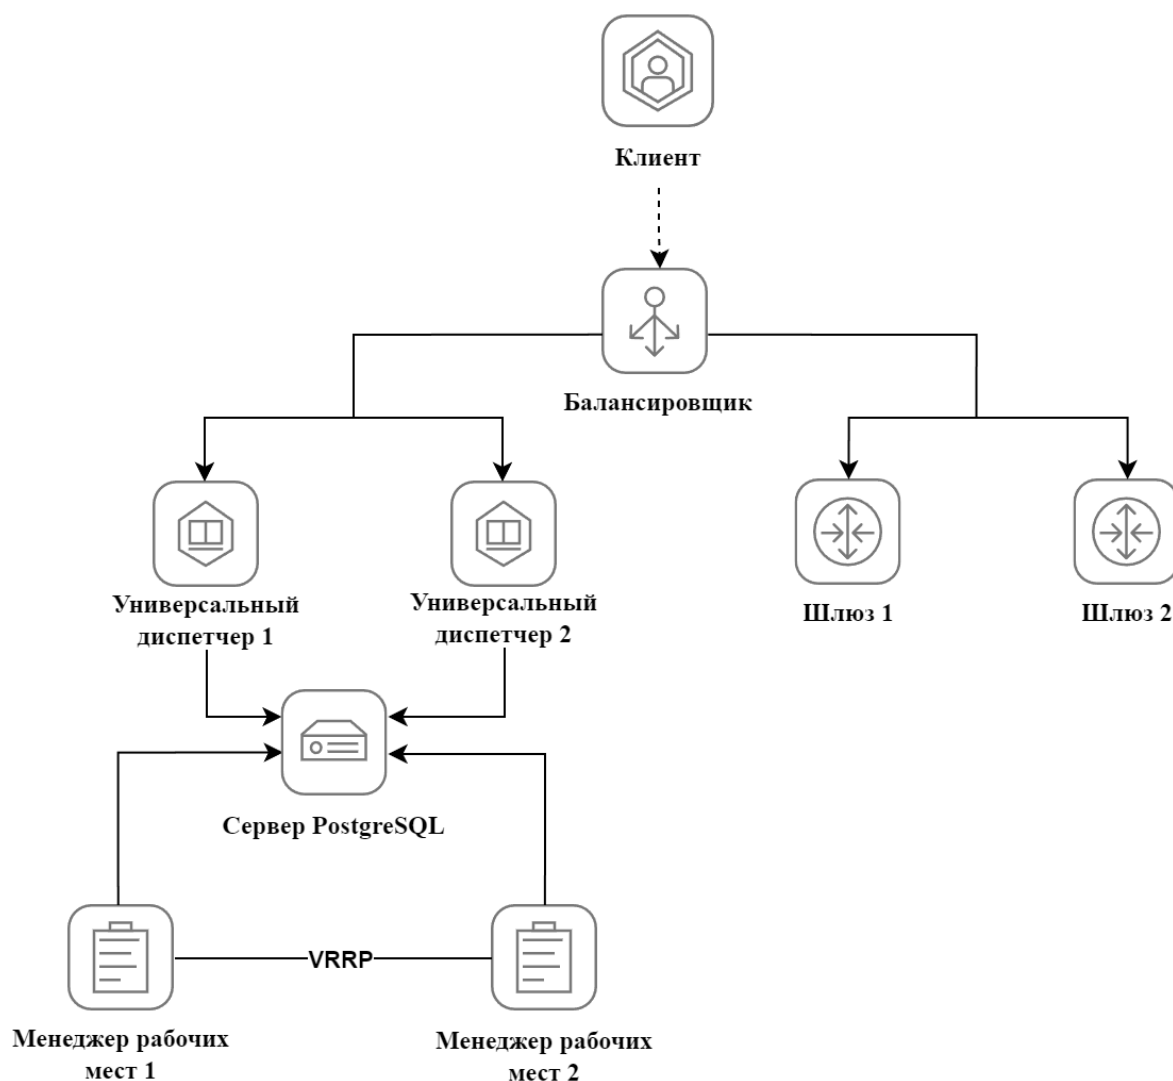 Клиент
Балансировщик
Универсальный
диспетчер 1
Универсальный
диспетчер 2
Шлюз 1
Шлюз 2
Сервер PostgreSQL
VRRP
Менеджер рабочих
мест 1
Менеджер рабочих
мест 2